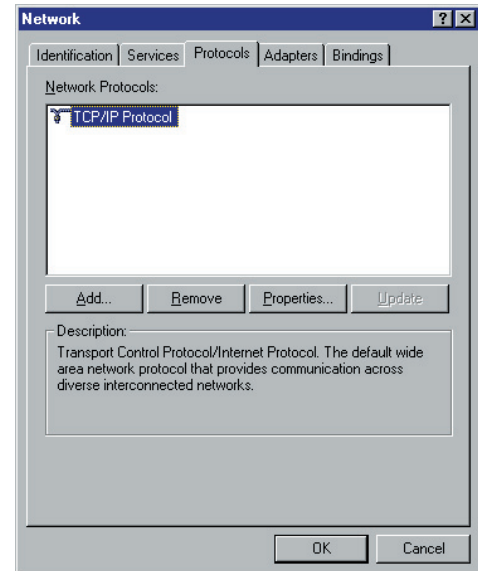 Network
Identification Services Protocols Adapters Bindings
Network Protocols:
TCP/IP Protocol
Add... Remove Properties... Update
Description:
Transport Control Protocol/Internet Protocol. The default wide
area network protocol that provides communication across
diverse interconnected networks.
OK Cancel